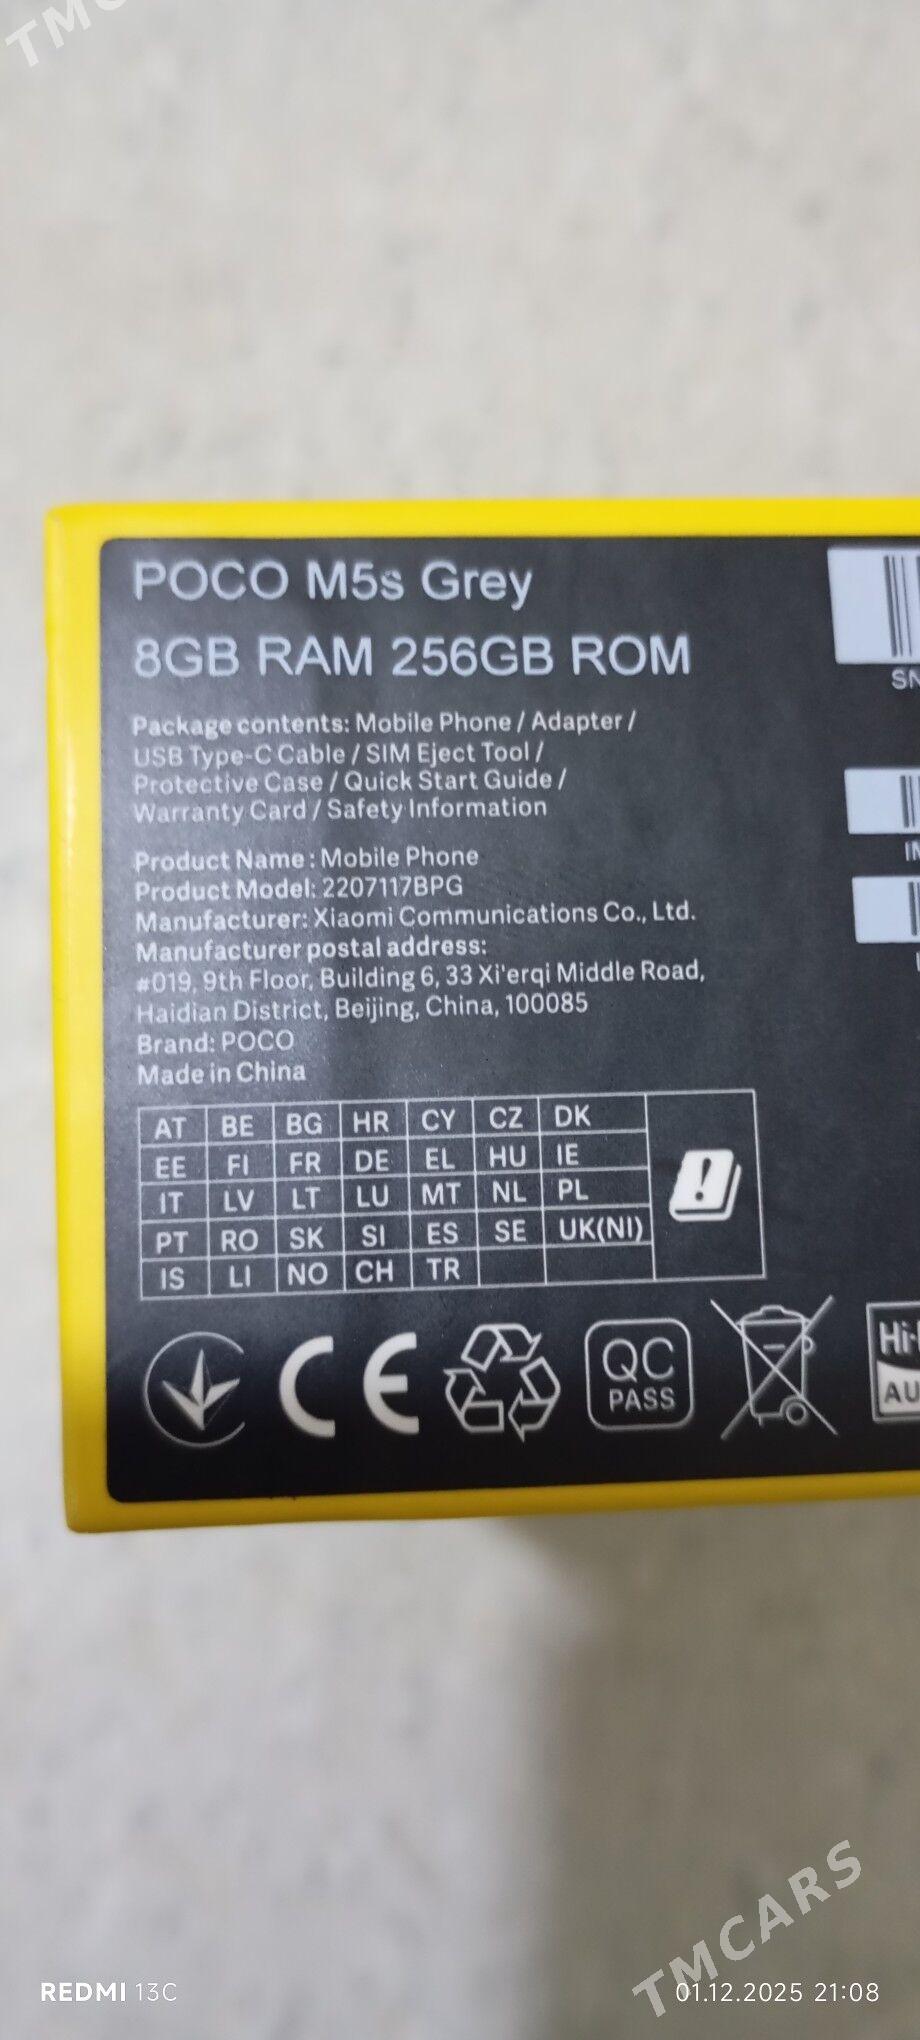 TMC
POCO M5s Grey
8GB RAM 256GB ROM
Package contents: Mobile Phone / Adapter /
USB Type-C Cable / SIM Eject Tool /
Protective Case / Quick Start Guide /
Warranty Card / Safety Information
Product Name : Mobile Phone
Product Model: 2207117BPG
Manufacturer: Xiaomi Communications Co., Ltd.
Manufacturer postal address:
#019, 9th Floor, Building 6, 33 Xi'erqi Middle Road,
Haidian District, Beijing, China, 100085
Brand: POCO
Made in China
AT BE BG HR CY CZ DK
EE FI FR DE EL HU IE
IT LV LT LU MT NL PL
PT RO SK SI ES SE UK(NI)
IS LI NO CH TR
!
CE
QC
PASS
SN
IM
Hi-
AU
TMCARS
REDMI 13C
01.12.2025 21:08